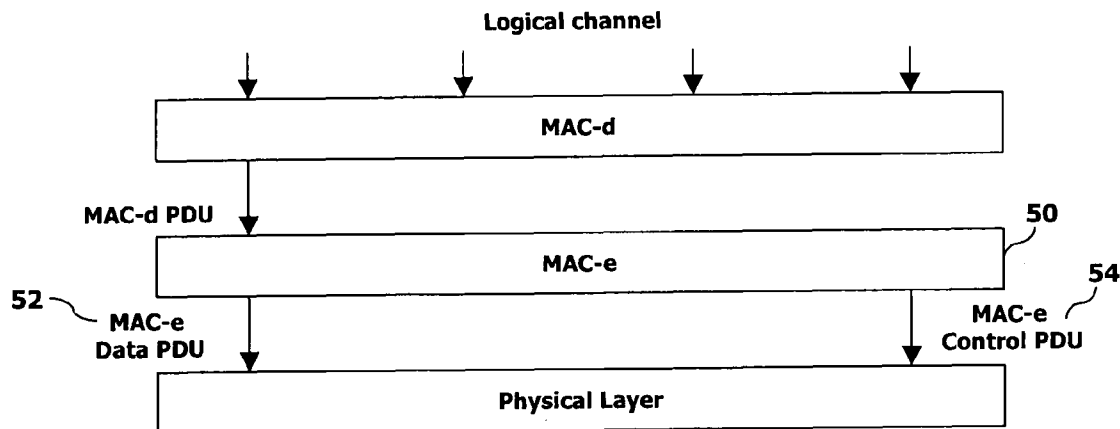 Logical channel
MAC-d
MAC-d PDU
50
MAC-e
52
54
MAC-e
Data PDU
MAC-e
Control PDU
Physical Layer